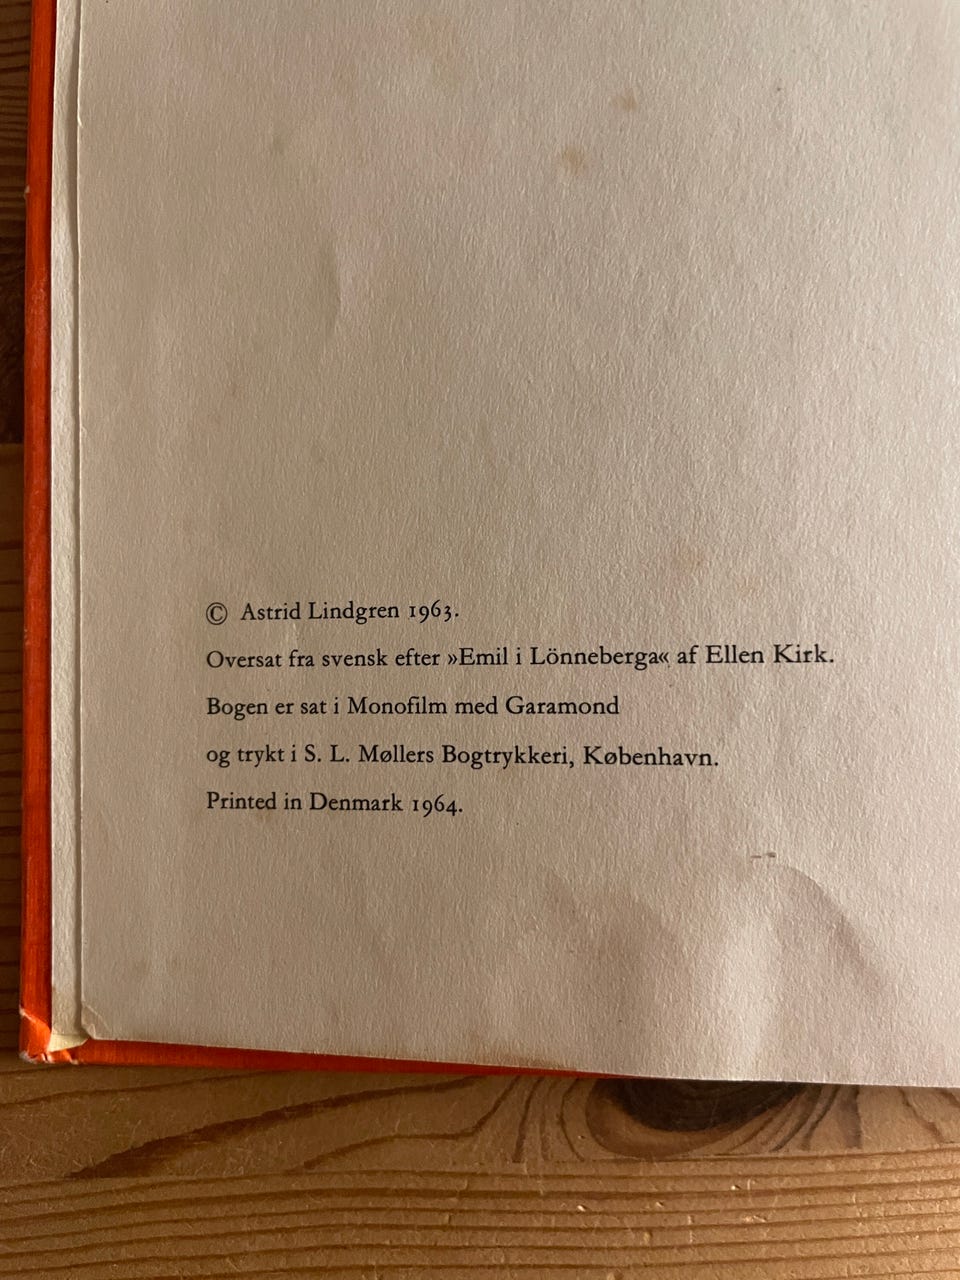 © Astrid Lindgren 1963.
Oversat fra svensk efter »Emil i Lönneberga« af Ellen Kirk.
Bogen er sat i Monofilm med Garamond
og trykt i S. L. Møllers Bogtrykkeri, København.
Printed in Denmark 1964.